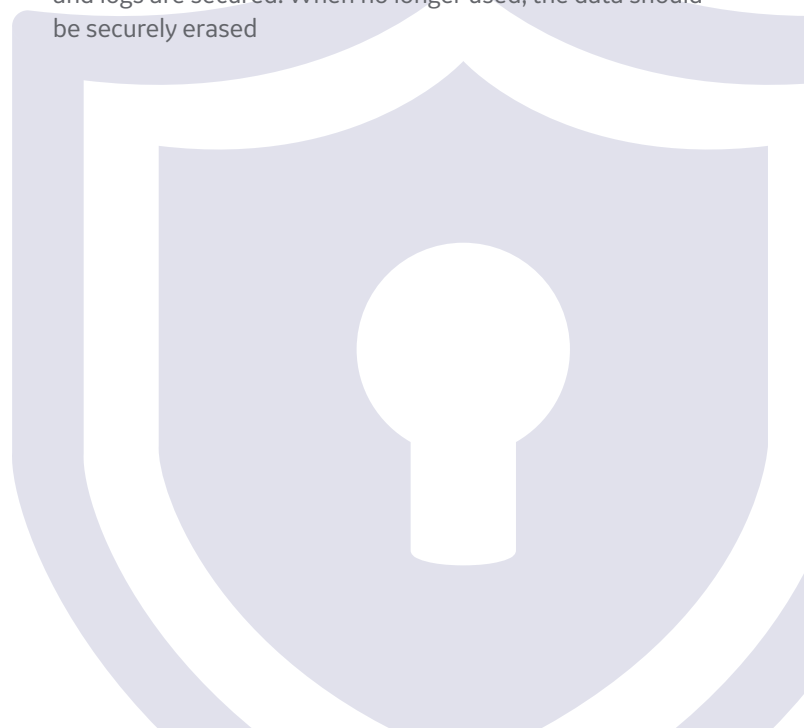 and logs are secured. When no longer used, the data should
be securely erased